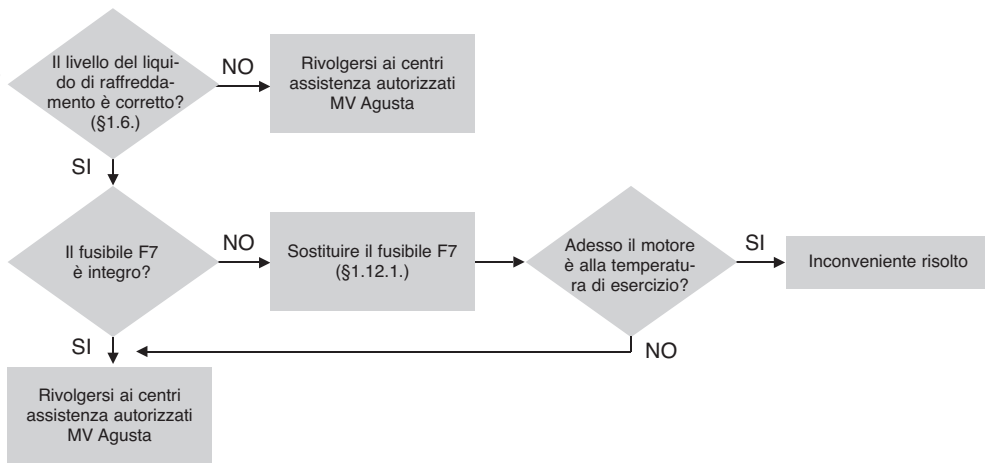 Il livello del liqui-
do di raffredda-
mento è corretto?
(§1.6.)
NO
Rivolgersi ai centri
assistenza autorizzati
MV Agusta
SI
Il fusibile F7
è integro?
NO
Sostituire il fusibile F7
(§1.12.1.)
Adesso il motore
è alla temperatu-
ra di esercizio?
SI
Inconveniente risolto
SI
NO
Rivolgersi ai centri
assistenza autorizzati
MV Agusta